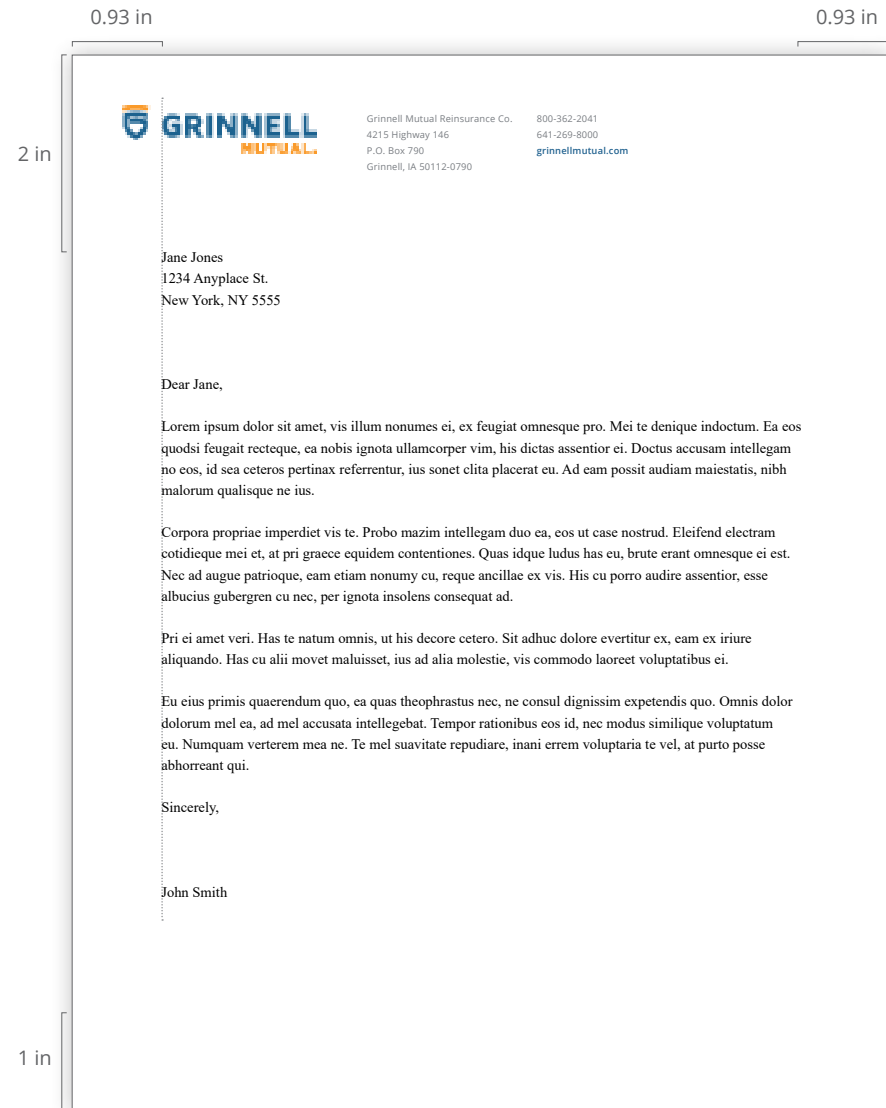 0.93 in
0.93 in
2 in
GRINNELL
MUTUAL.
Grinnell Mutual Reinsurance Co.
4215 Highway 146
P.O. Box 790
Grinnell, IA 50112-0790
800-362-2041
641-269-8000
grinnellmutual.com
Jane Jones
1234 Anyplace St.
New York, NY 5555
Dear Jane,
Lorem ipsum dolor sit amet, vis illum nonumes ei, ex feugiat omnesque pro. Mei te denique indoctum. Ea eos
quodsi feugait recteque, ea nobis ignota ullamcorper vim, his dictas assentior ei. Doctus accusam intellegam
no eos, id sea ceteros pertinax referrentur, ius sonet clita placerat eu. Ad eam possit audiam maiestatis, nibh
malorum qualisque ne ius.
Corpora propriae imperdiet vis te. Probo mazim intellegam duo ea, eos ut case nostrud. Eleifend electram
cotidieque mei et, at pri graece equidem contentiones. Quas idque ludus has eu, brute erant omnesque ei est.
Nec ad augue patrioque, eam etiam nonumy cu, reque ancillae ex vis. His cu porro audire assentior, esse
albucius gubergren cu nec, per ignota insolens consequat ad.
Pri ei amet veri. Has te natum omnis, ut his decore cetero. Sit adhuc dolore evertitur ex, eam ex iriure
aliquando. Has cu alii movet maluisset, ius ad alia molestie, vis commodo laoreet voluptatibus ei.
Eu eius primis quaerendum quo, ea quas theophrastus nec, ne consul dignissim expetendis quo. Omnis dolor
dolorum mel ea, ad mel accusata intellegebat. Tempor rationibus eos id, nec modus similique voluptatum
eu. Numquam verterem mea ne. Te mel suavitate repudiare, inani errem voluptaria te vel, at purto posse
abhorreant qui.
Sincerely,
John Smith
1 in